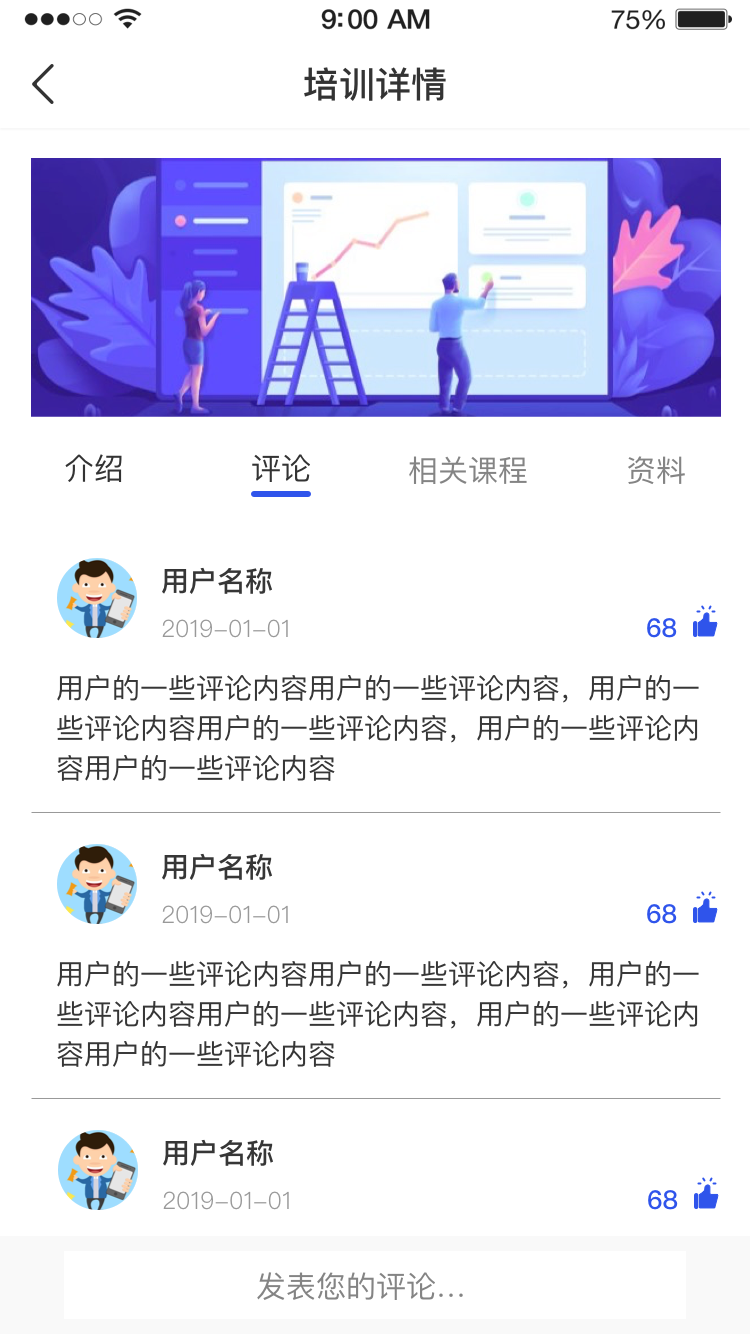 9:00 AM
75%
培训详情
介绍
评论
相关课程
资料
用户名称
2019-01-01
68
用户的一些评论内容用户的一些评论内容，用户的一
些评论内容用户的一些评论内容，用户的一些评论内
容用户的一些评论内容
用户名称
2019-01-01
68
用户的一些评论内容用户的一些评论内容，用户的一
些评论内容用户的一些评论内容，用户的一些评论内
容用户的一些评论内容
用户名称
2019-01-01
68
发表您的评论...